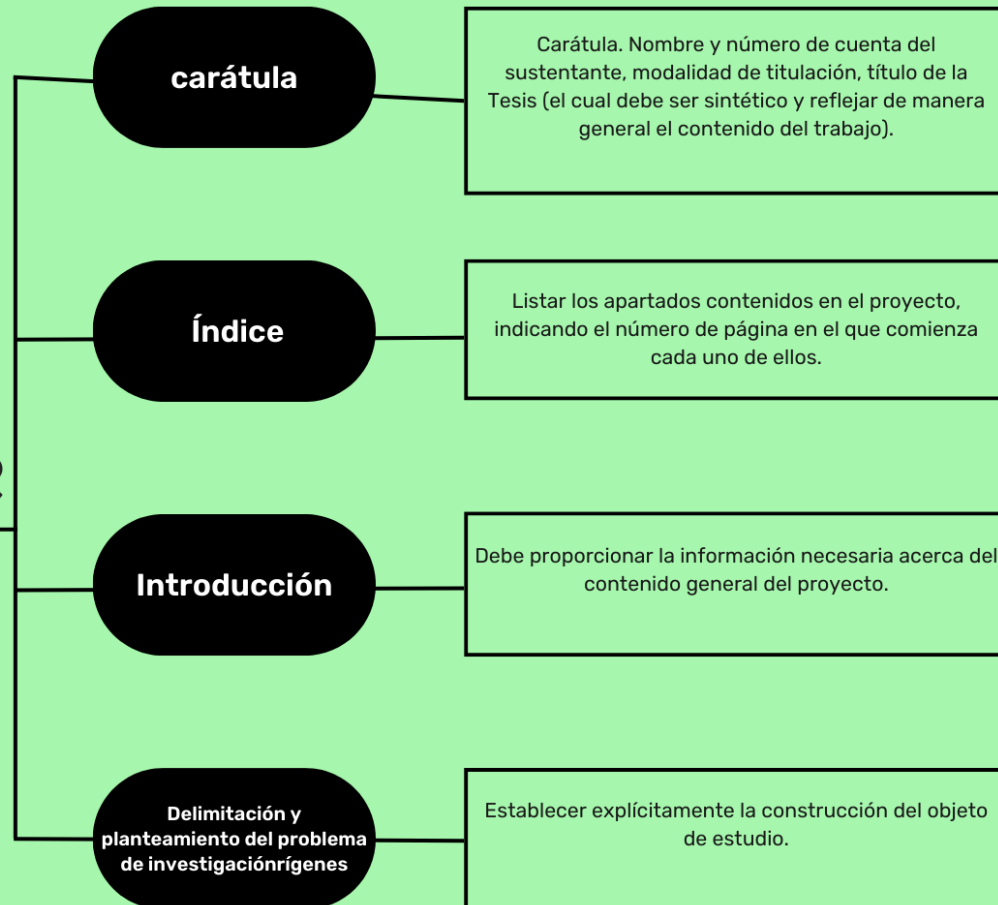 carátula
Carátula. Nombre y número de cuenta del
sustentante, modalidad de titulación, título de la
Tesis (el cual debe ser sintético y reflejar de manera
general el contenido del trabajo).
Índice
Listar los apartados contenidos en el proyecto,
indicando el número de página en el que comienza
cada uno de ellos.
Introducción
Debe proporcionar la información necesaria acerca del
contenido general del proyecto.
Delimitación y
planteamiento del problema
de investigaciónrígenes
Establecer explícitamente la construcción del objeto
de estudio.